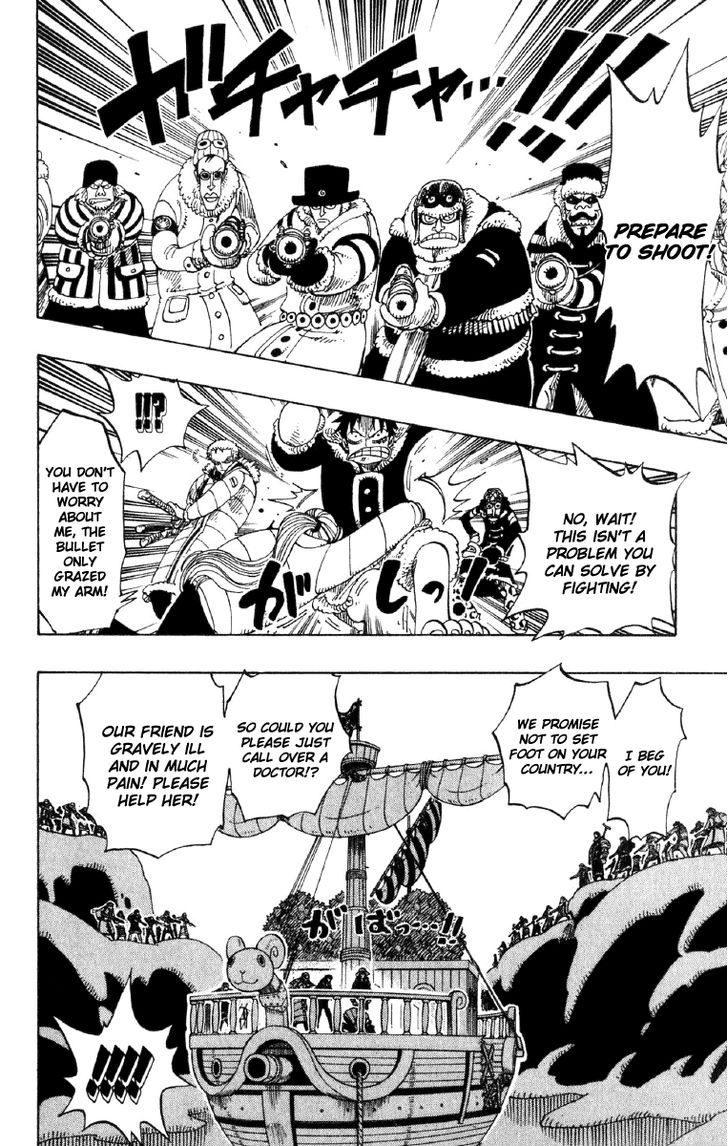 ガチャチャ…!!!
PREPARE
TO SHOOT!
NO, WAIT!
THIS ISN'T A
PROBLEM YOU
CAN SOLVE BY
FIGHTING!
ガしっ!
!!?
YOU DON'T
HAVE TO
WORRY
ABOUT
ME, THE
BULLET
ONLY
GRAZED
MY ARM!
I BEG
OF YOU!
WE PROMISE
NOT TO SET
FOOT ON YOUR
COUNTRY...
SO COULD YOU
PLEASE JUST
CALL OVER A
DOCTOR!?
OUR FRIEND IS
GRAVELY ILL
AND IN MUCH
PAIN! PLEASE
HELP HER!
がばっ…!!
!!!!!